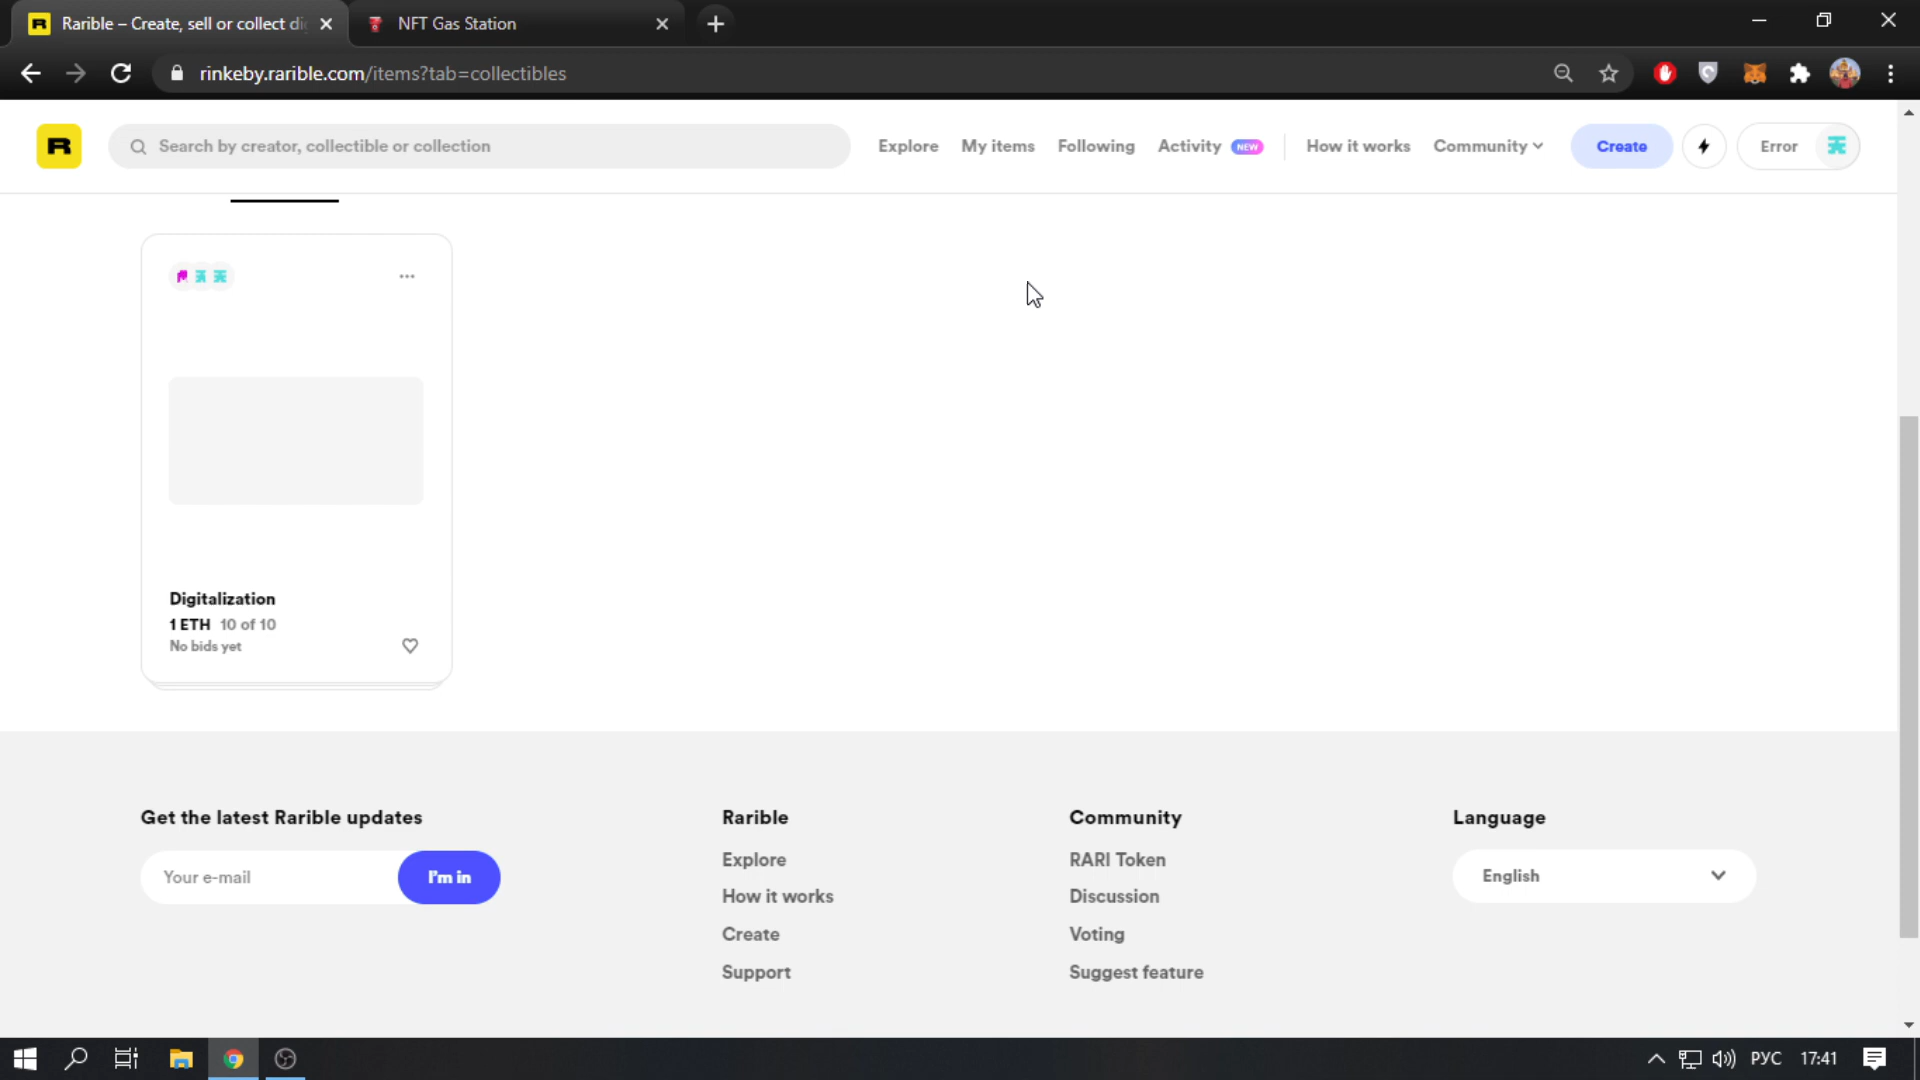 Rarible – Create, sell or collect di
NFT Gas Station
rinkeby.rarible.com/items?tab=collectibles
R
Search by creator, collectible or collection
Explore
My items
Following
Activity
NEW
How it works
Community
Create
Error
Digitalization
1 ETH 10 of 10
No bids yet
Get the latest Rarible updates
Your e-mail
I'm in
Rarible
Explore
How it works
Create
Support
Community
RARI Token
Discussion
Voting
Suggest feature
Language
English
РУС
17:41